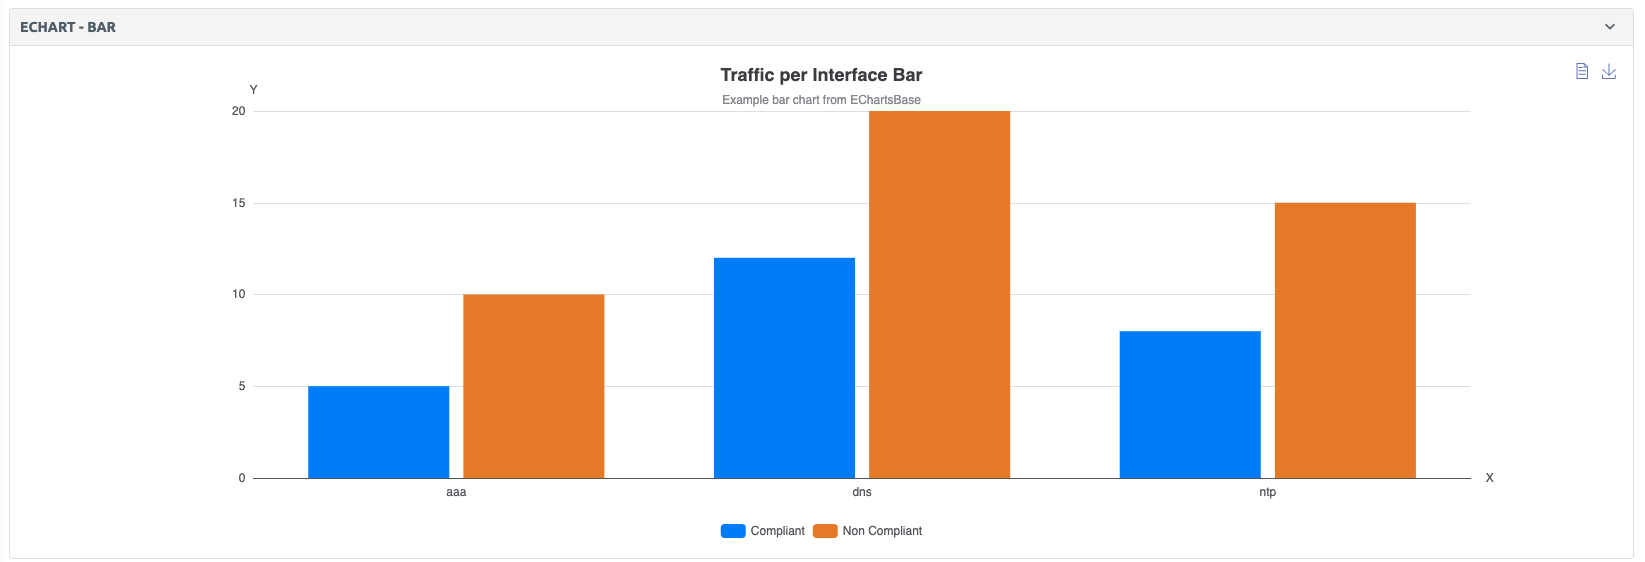 ECHART - BAR
Traffic per Interface Bar
Example bar chart from EChartsBase
Y
20
15
10
5
0
X
aaa dns ntp
Compliant Non Compliant